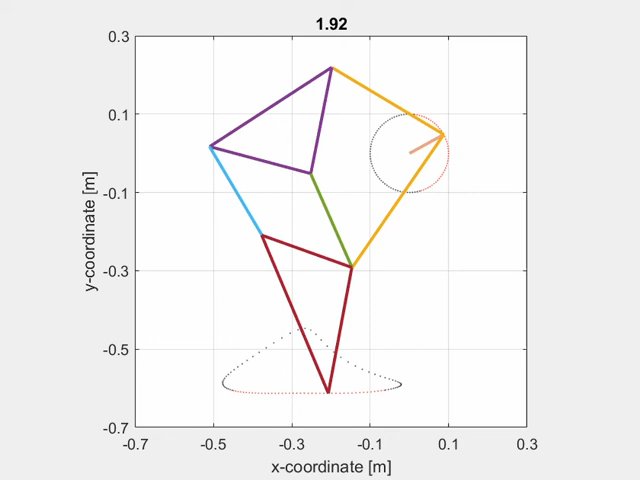 1.92
0.3
0.1
-0.1
-0.3
-0.5
-0.7
y-coordinate [m]
-0.7 -0.5 -0.3 -0.1 0.1 0.3
x-coordinate [m]